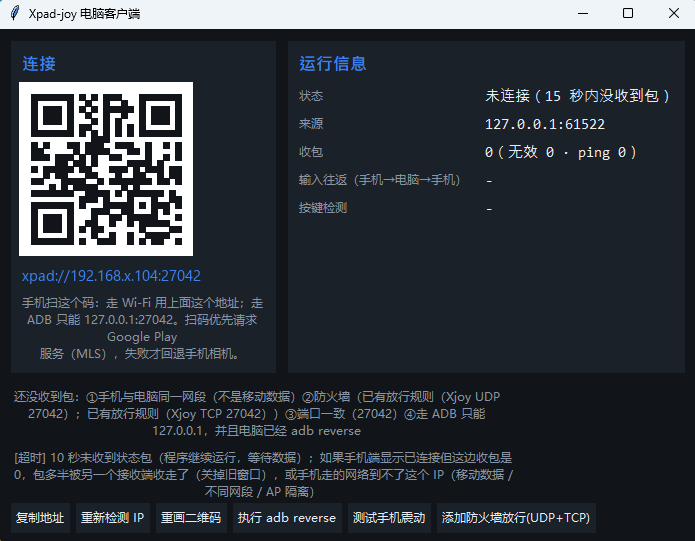 Xpad-joy 电脑客户端
连接
xpad://192.168.x.104:27042
手机扫这个码：走 Wi-Fi 用上面这个地址；走
ADB 只能 127.0.0.1:27042。扫码优先请求
Google Play
服务（MLS），失败才回退手机相机。
运行信息
状态 未连接（15 秒内没收到包）
来源 127.0.0.1:61522
收包 0（无效 0 · ping 0）
输入往返（手机→电脑→手机） -
按键检测 -
还没收到包：①手机与电脑同一网段（不是移动数据）②防火墙（已有放行规则（Xjoy UDP
27042）；已有放行规则（Xjoy TCP 27042））③端口一致（27042）④走 ADB 只能
127.0.0.1，并且电脑已经 adb reverse
[超时] 10 秒未收到状态包（程序继续运行，等待数据）；如果手机端显示已连接但这边收包是
0，包多半被另一个接收端收走了（关掉旧窗口），或手机走的网络到不了这个 IP（移动数据 /
不同网段 / AP 隔离）
复制地址 重新检测 IP 重画二维码 执行 adb reverse 测试手机震动 添加防火墙放行(UDP+TCP)